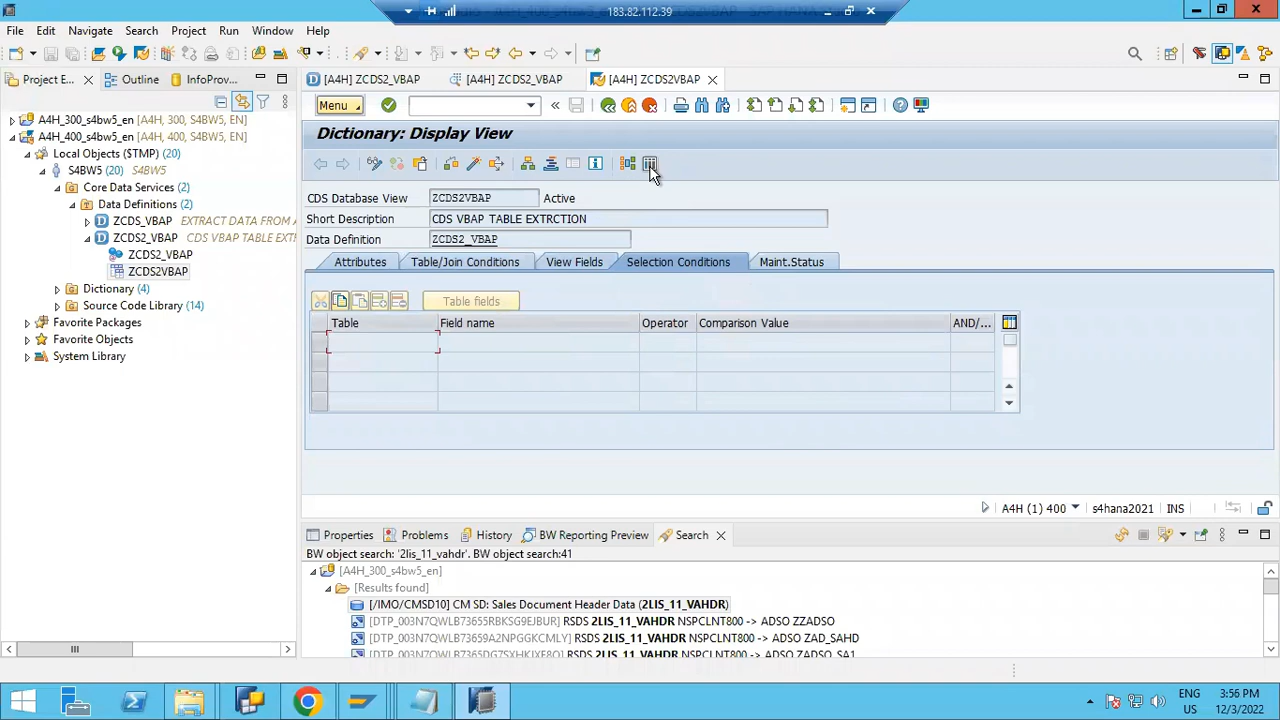 183.82.112.39
File Edit Navigate Search Project Run Window Help
Project E... Outline InfoProv... [A4H] ZCDS2_VBAP [A4H] ZCDS2_VBAP [A4H] ZCDS2VBAP
A4H_300_s4bw5_en [A4H, 300, S4BW5, EN]
A4H_400_s4bw5_en [A4H, 400, S4BW5, EN]
Local Objects ($TMP) (20)
S4BW5 (20) S4BW5
Core Data Services (2)
Data Definitions (2)
ZCDS_VBAP EXTRACT DATA FROM A
ZCDS2_VBAP CDS VBAP TABLE EXTF
ZCDS2_VBAP
ZCDS2VBAP
Dictionary (4)
Source Code Library (14)
Favorite Packages
Favorite Objects
System Library
Menu
Dictionary: Display View
CDS Database View ZCDS2VBAP Active
Short Description CDS VBAP TABLE EXTRCTION
Data Definition ZCDS2_VBAP
Attributes Table/Join Conditions View Fields Selection Conditions Maint.Status
Table fields
Table Field name Operator Comparison Value AND/...
A4H (1) 400 s4hana2021 INS
Properties Problems History BW Reporting Preview Search
BW object search: '2lis_11_vahdr'. BW object search:41
[A4H_300_s4bw5_en]
[Results found]
[/IMO/CMSD10] CM SD: Sales Document Header Data (2LIS_11_VAHDR)
[DTP_003N7QWLB73655RBKSG9EJBUR] RSDS 2LIS_11_VAHDR NSPCLNT800 -> ADSO ZZADSO
[DTP_003N7QWLB73659A2NPGGKCMLY] RSDS 2LIS_11_VAHDR NSPCLNT800 -> ADSO ZAD_SAHD
ENG 3:56 PM
US 12/3/2022